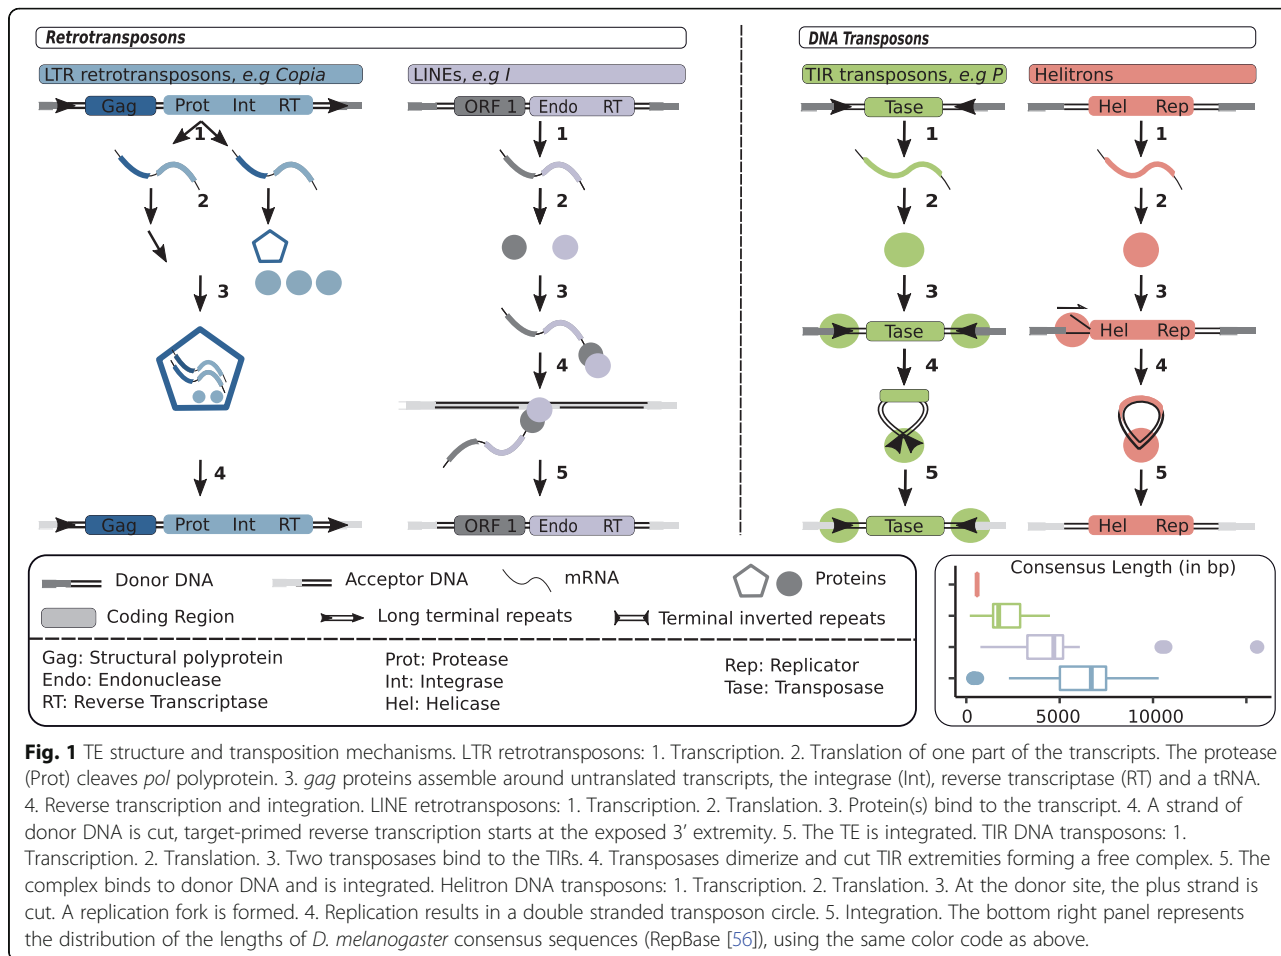 Retrotransposons
DNA Transposons
LTR retrotransposons, e.g Copia
LINEs, e.g I
TIR transposons, e.g P
Helitrons
Gag Prot Int RT
ORF 1 Endo RT
Tase
Hel Rep
1
1
1
1
2
2
2
2
3
3
3
3
Tase
Hel Rep
4
4
4
4
5
5
5
Gag Prot Int RT
ORF 1 Endo RT
Tase
Hel Rep
Donor DNA
Acceptor DNA
mRNA
Proteins
Coding Region
Long terminal repeats
Terminal inverted repeats
Gag: Structural polyprotein
Endo: Endonuclease
RT: Reverse Transcriptase
Prot: Protease
Int: Integrase
Hel: Helicase
Rep: Replicator
Tase: Transposase
Consensus Length (in bp)
0 5000 10000
Fig. 1 TE structure and transposition mechanisms. LTR retrotransposons: 1. Transcription. 2. Translation of one part of the transcripts. The protease
(Prot) cleaves pol polyprotein. 3. gag proteins assemble around untranslated transcripts, the integrase (Int), reverse transcriptase (RT) and a tRNA.
4. Reverse transcription and integration. LINE retrotransposons: 1. Transcription. 2. Translation. 3. Protein(s) bind to the transcript. 4. A strand of
donor DNA is cut, target-primed reverse transcription starts at the exposed 3’ extremity. 5. The TE is integrated. TIR DNA transposons: 1.
Transcription. 2. Translation. 3. Two transposases bind to the TIRs. 4. Transposases dimerize and cut TIR extremities forming a free complex. 5. The
complex binds to donor DNA and is integrated. Helitron DNA transposons: 1. Transcription. 2. Translation. 3. At the donor site, the plus strand is
cut. A replication fork is formed. 4. Replication results in a double stranded transposon circle. 5. Integration. The bottom right panel represents
the distribution of the lengths of D. melanogaster consensus sequences (RepBase [56]), using the same color code as above.